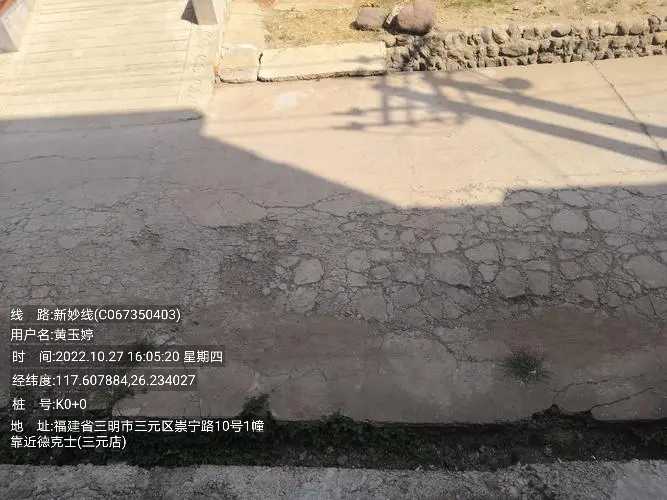 线 路:新妙线(C067350403)
用户名:黄玉婷
时 间:2022.10.27 16:05:20 星期四
经纬度:117.607884,26.234027
桩 号:K0+0
地 址:福建省三明市三元区崇宁路10号1幢
靠近德克士(三元店)